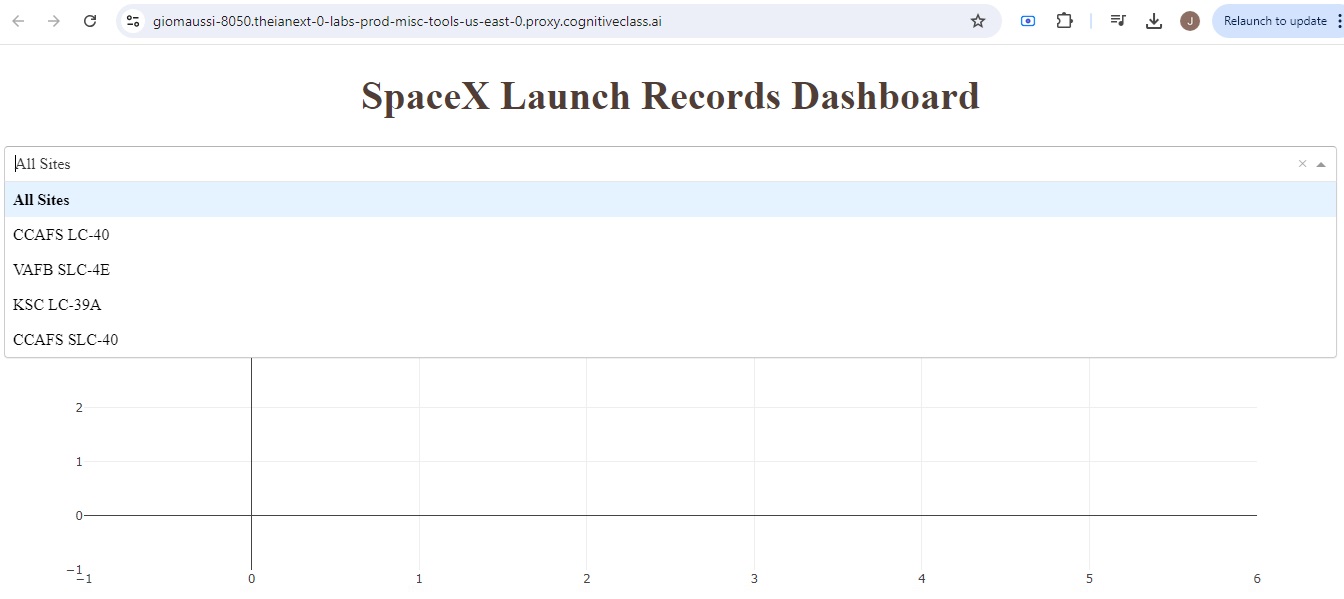 giomaussi-8050.theianext-0-labs-prod-misc-tools-us-east-0.proxy.cognitiveclass.ai
J
Relaunch to update
SpaceX Launch Records Dashboard
All Sites
All Sites
CCAFS LC-40
VAFB SLC-4E
KSC LC-39A
CCAFS SLC-40
2
1
0
−1
−1 0 1 2 3 4 5 6